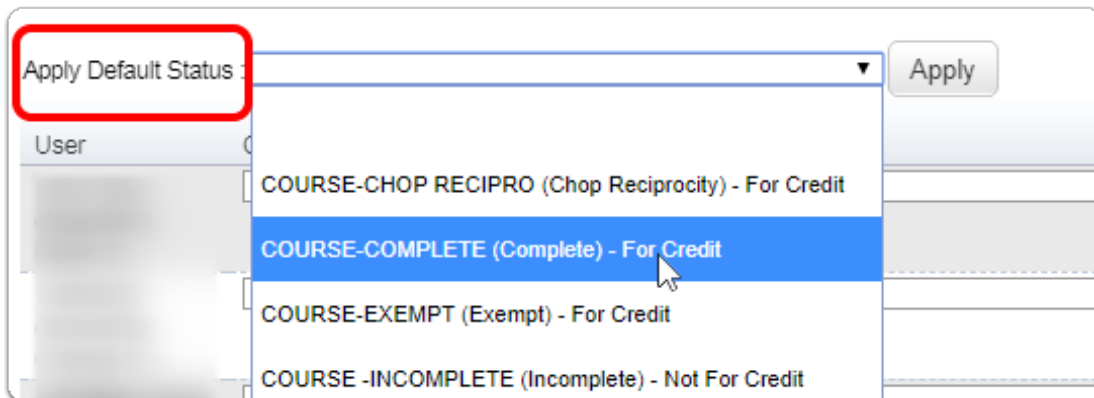 Apply Default Status :
Apply
User
COURSE-CHOP RECIPRO (Chop Reciprocity) - For Credit
COURSE-COMPLETE (Complete) - For Credit
COURSE-EXEMPT (Exempt) - For Credit
COURSE -INCOMPLETE (Incomplete) - Not For Credit